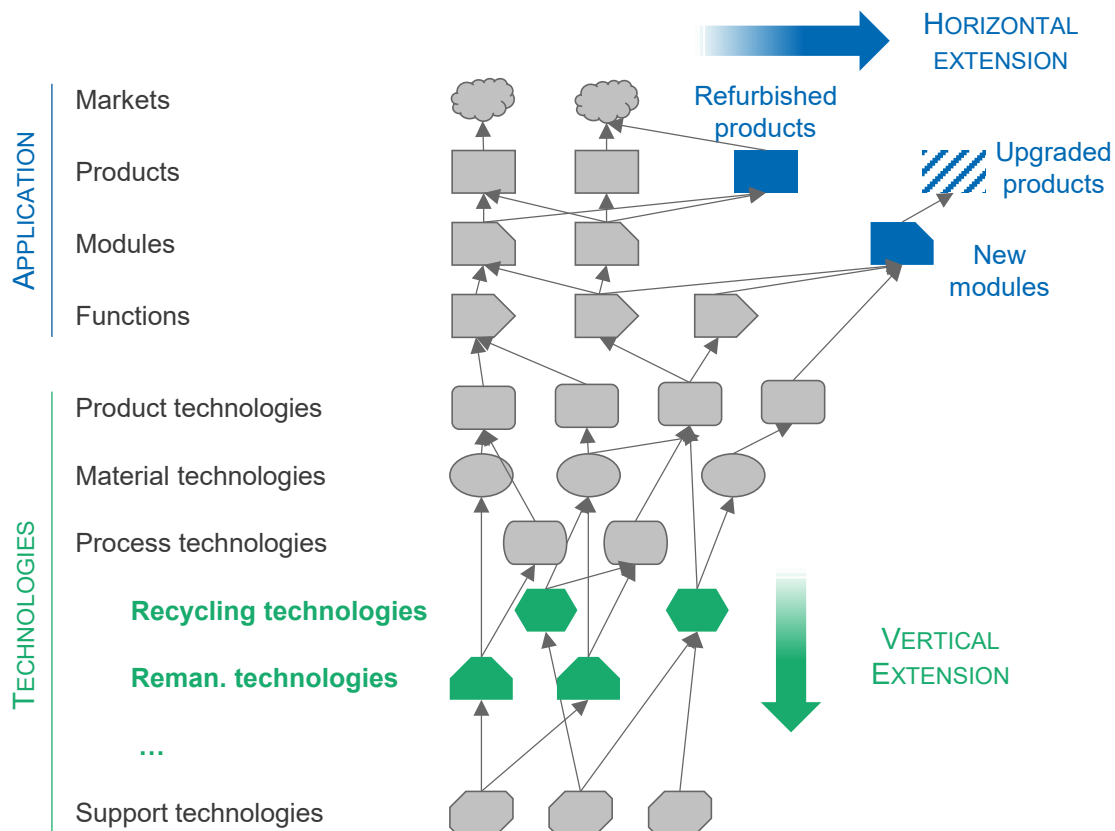 HORIZONTAL
EXTENSION
Markets
Refurbished
products
Products
Upgraded
products
Modules
New
modules
Functions
APPLICATION
Product technologies
Material technologies
Process technologies
Recycling technologies
Reman. technologies
...
Support technologies
TECHNOLOGIES
VERTICAL
EXTENSION